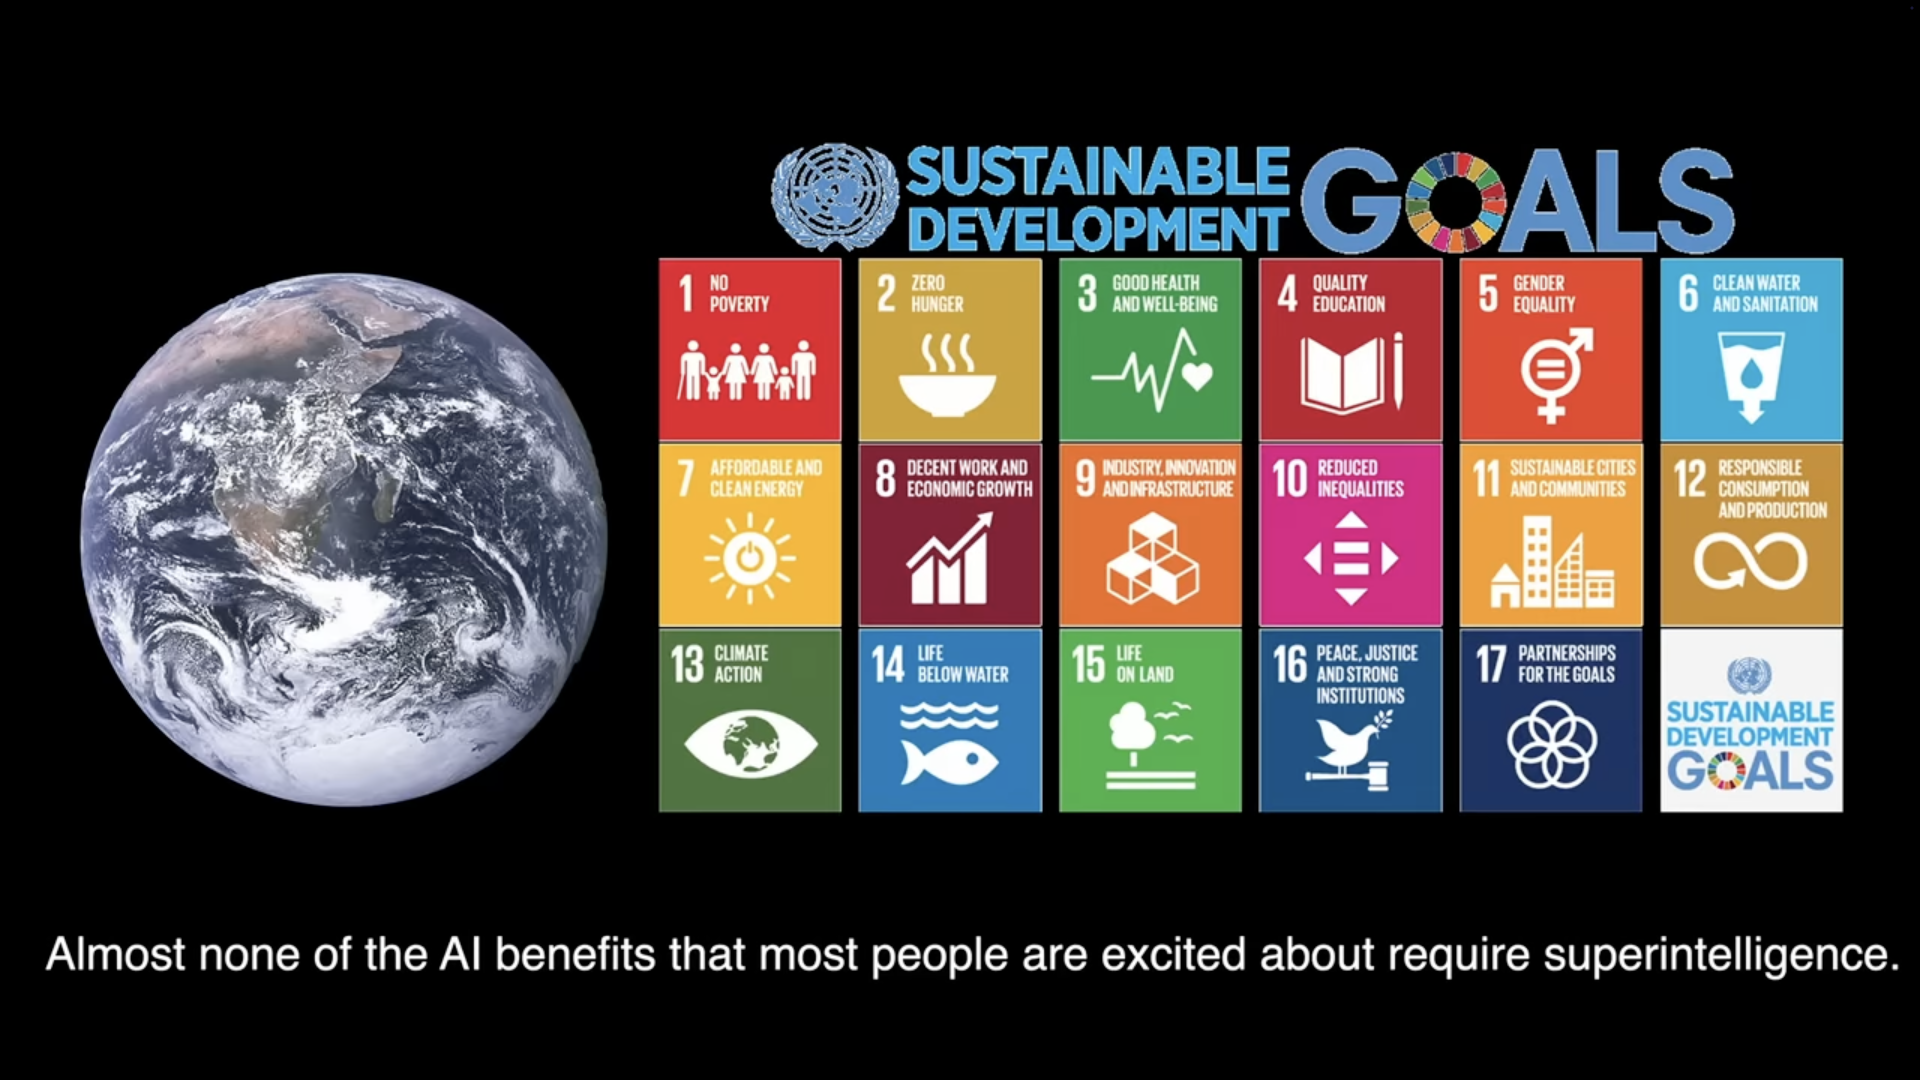 SUSTAINABLE
DEVELOPMENT
GOALS
1 NO
POVERTY
2 ZERO
HUNGER
3 GOOD HEALTH
AND WELL-BEING
4 QUALITY
EDUCATION
5 GENDER
EQUALITY
6 CLEAN WATER
AND SANITATION
7 AFFORDABLE AND
CLEAN ENERGY
8 DECENT WORK AND
ECONOMIC GROWTH
9 INDUSTRY, INNOVATION
AND INFRASTRUCTURE
10 REDUCED
INEQUALITIES
11 SUSTAINABLE CITIES
AND COMMUNITIES
12 RESPONSIBLE
CONSUMPTION
AND PRODUCTION
13 CLIMATE
ACTION
14 LIFE
BELOW WATER
15 LIFE
ON LAND
16 PEACE, JUSTICE
AND STRONG
INSTITUTIONS
17 PARTNERSHIPS
FOR THE GOALS
SUSTAINABLE
DEVELOPMENT
GOALS
Almost none of the AI benefits that most people are excited about require superintelligence.